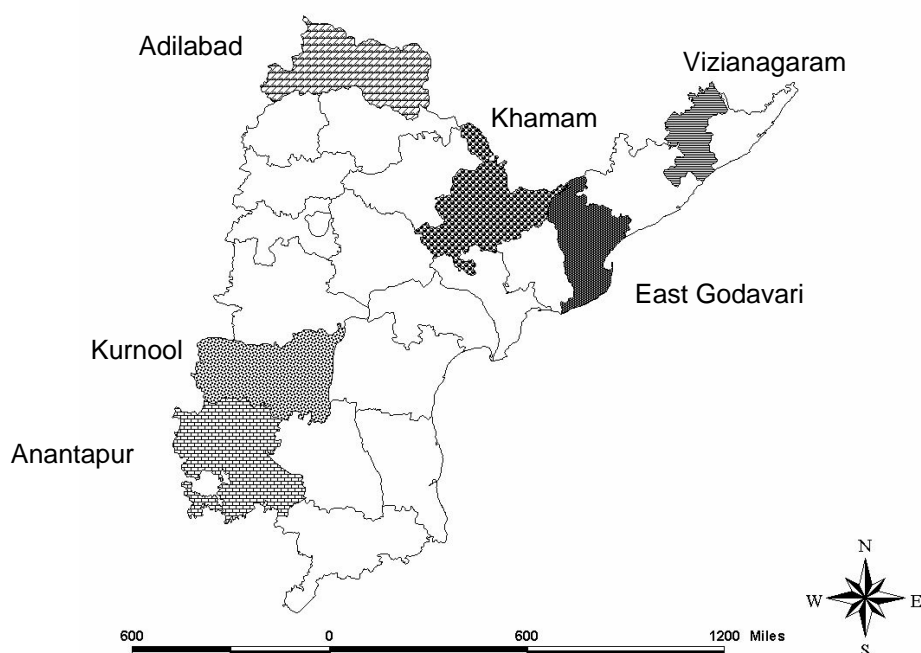 Adilabad
Vizianagaram
Khamam
East Godavari
Kurnool
Anantapur
N
W E
S
600 0 600 1200 Miles